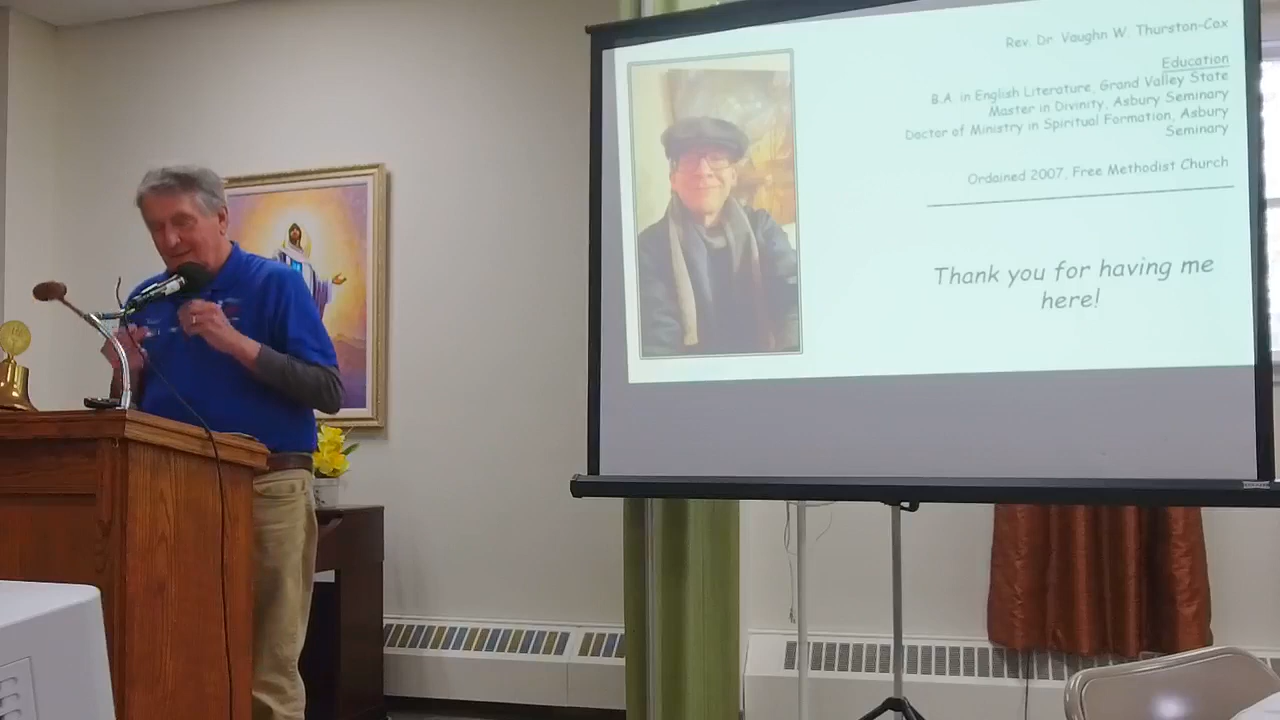 Rev. Dr. Vaughn W. Thurston-Cox
Education
B.A. in English Literature, Grand Valley State
Master in Divinity, Asbury Seminary
Doctor of Ministry in Spiritual Formation, Asbury
Seminary
Ordained 2007, Free Methodist Church
Thank you for having me
here!